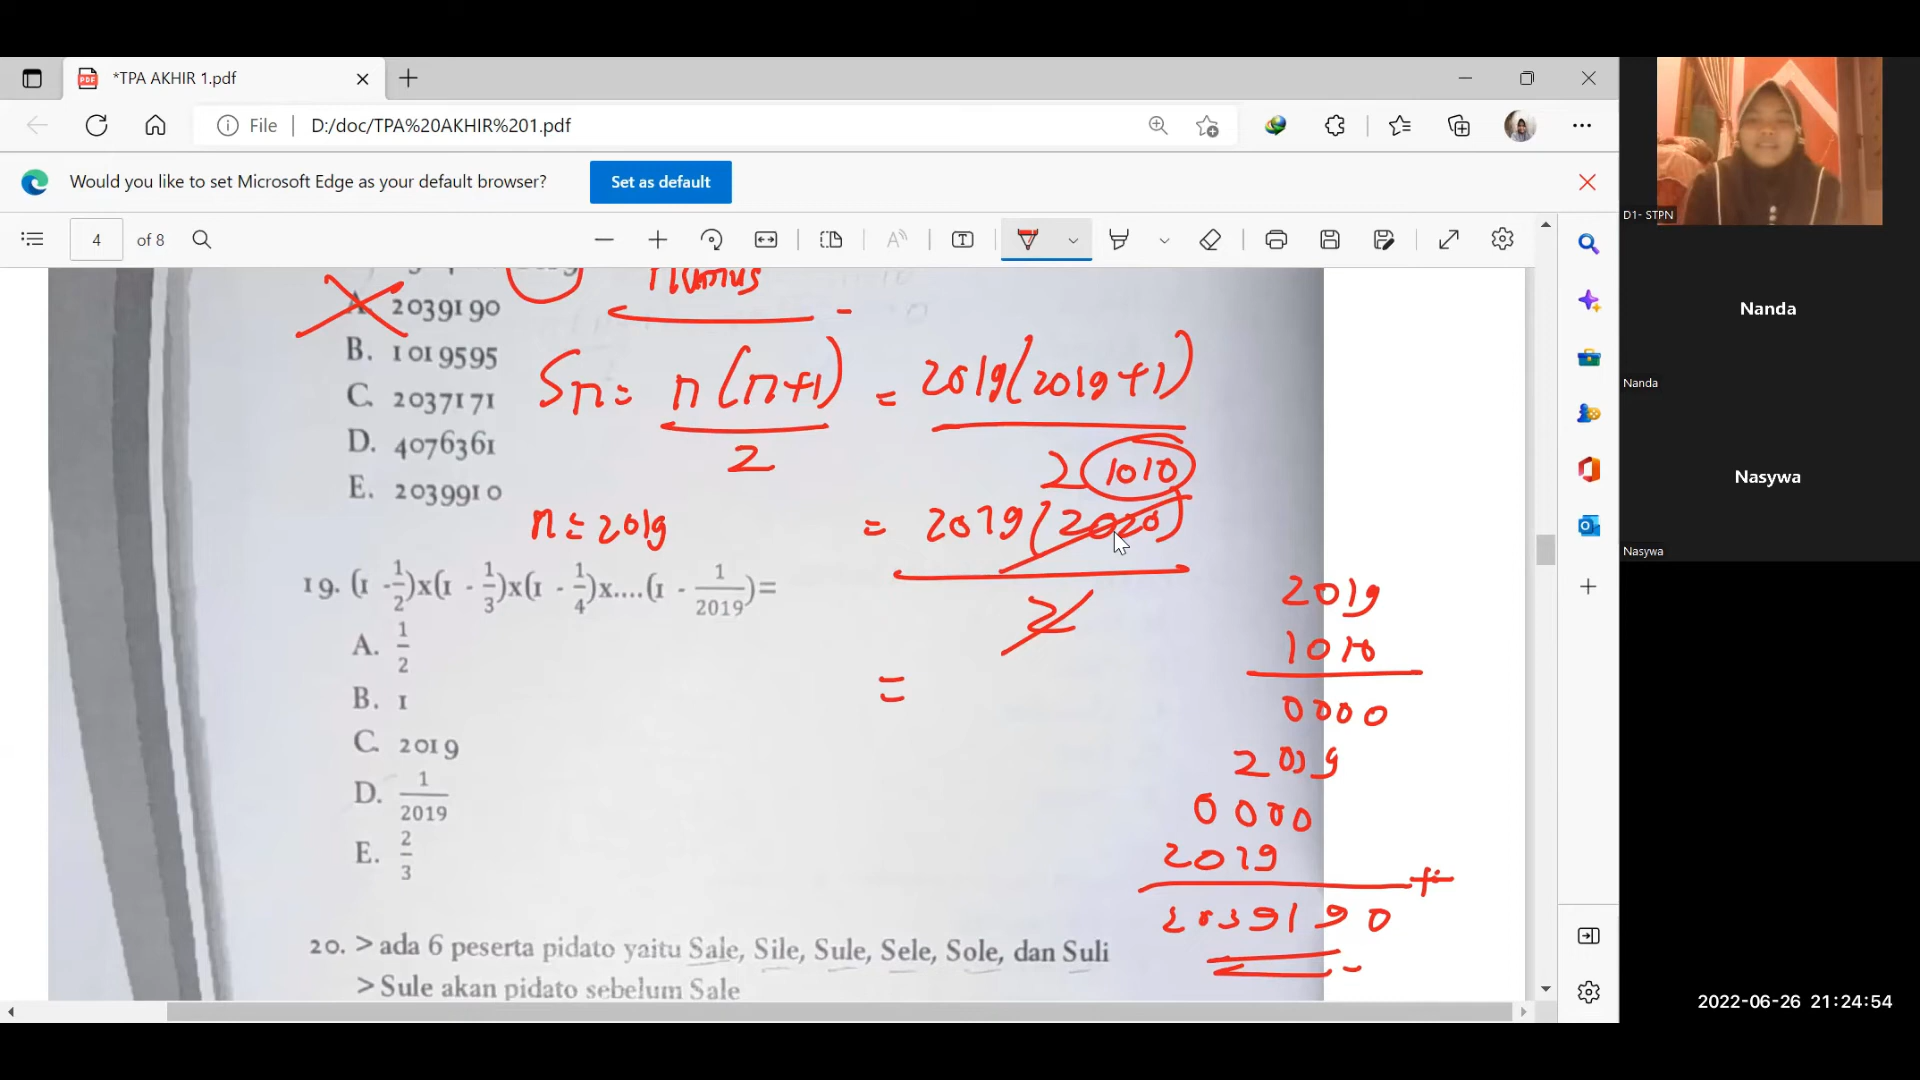 *TPA AKHIR 1.pdf
File D:/doc/TPA%20AKHIR%201.pdf
Would you like to set Microsoft Edge as your default browser? Set as default
4 of 8
Rumus
A. 2039190
B. 1019595
C. 2037171
D. 4076361
E. 2039910
Sn = n(n+1) / 2 = 2019(2019+1) / 2
1010
n = 2019
= 2019(2020) / 2
=
19. (1 - 1/2)x(1 - 1/3)x(1 - 1/4)x....(1 - 1/2019)=
A. 1/2
B. 1
C. 2019
D. 1/2019
E. 2/3
2019
1010
0000
2019
0000
2019
+
2039190
20. > ada 6 peserta pidato yaitu Sale, Sile, Sule, Sele, Sole, dan Suli
> Sule akan pidato sebelum Sale
D1- STPN
Nanda
Nanda
Nasywa
Nasywa
2022-06-26 21:24:54